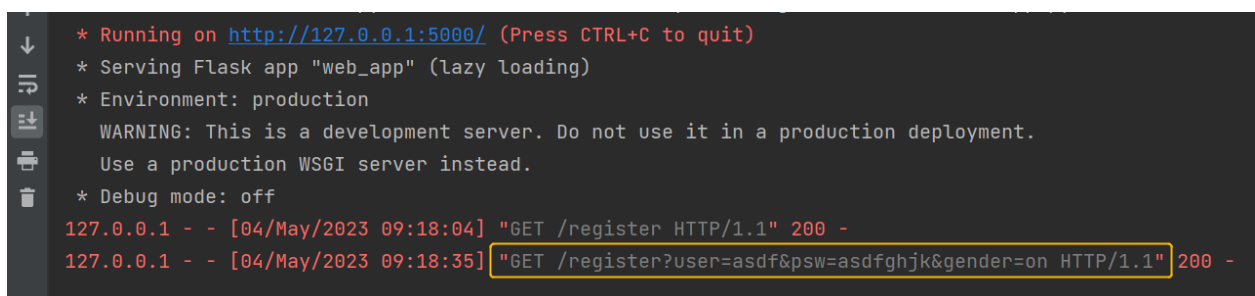 * Running on http://127.0.0.1:5000/ (Press CTRL+C to quit)
* Serving Flask app "web_app" (lazy loading)
* Environment: production
WARNING: This is a development server. Do not use it in a production deployment.
Use a production WSGI server instead.
* Debug mode: off
127.0.0.1 - - [04/May/2023 09:18:04] "GET /register HTTP/1.1" 200 -
127.0.0.1 - - [04/May/2023 09:18:35] "GET /register?user=asdf&psw=asdfghjk&gender=on HTTP/1.1" 200 -